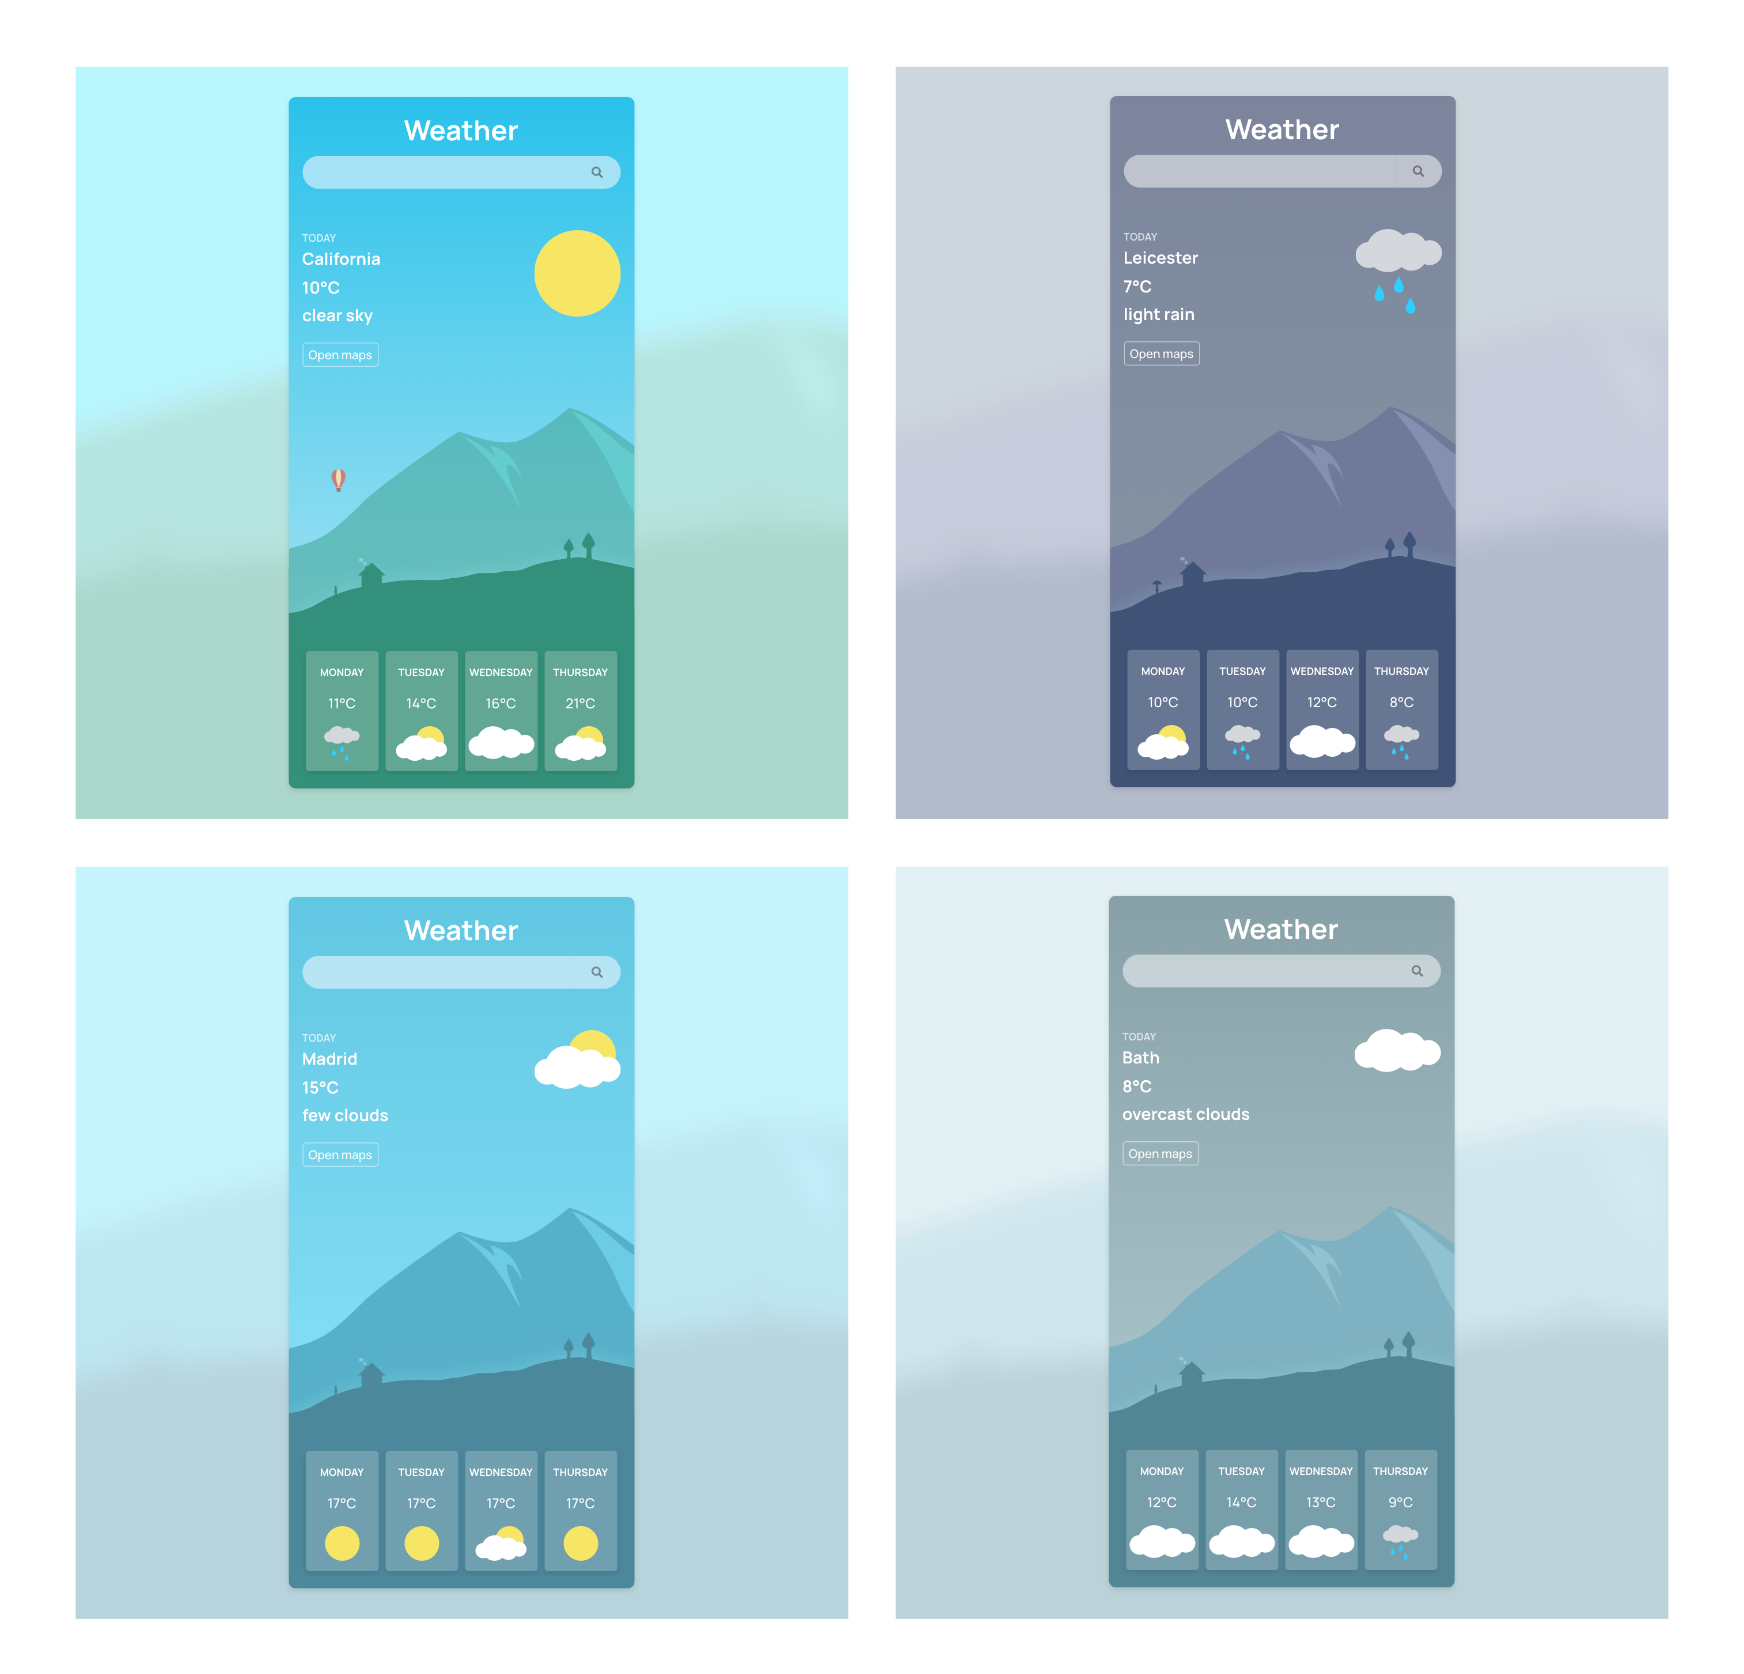 Weather
TODAY
California
10°C
clear sky
Open maps
MONDAY TUESDAY WEDNESDAY THURSDAY
11°C 14°C 16°C 21°C
Weather
TODAY
Leicester
7°C
light rain
Open maps
MONDAY TUESDAY WEDNESDAY THURSDAY
10°C 10°C 12°C 8°C
Weather
TODAY
Madrid
15°C
few clouds
Open maps
MONDAY TUESDAY WEDNESDAY THURSDAY
17°C 17°C 17°C 17°C
Weather
TODAY
Bath
8°C
overcast clouds
Open maps
MONDAY TUESDAY WEDNESDAY THURSDAY
12°C 14°C 13°C 9°C